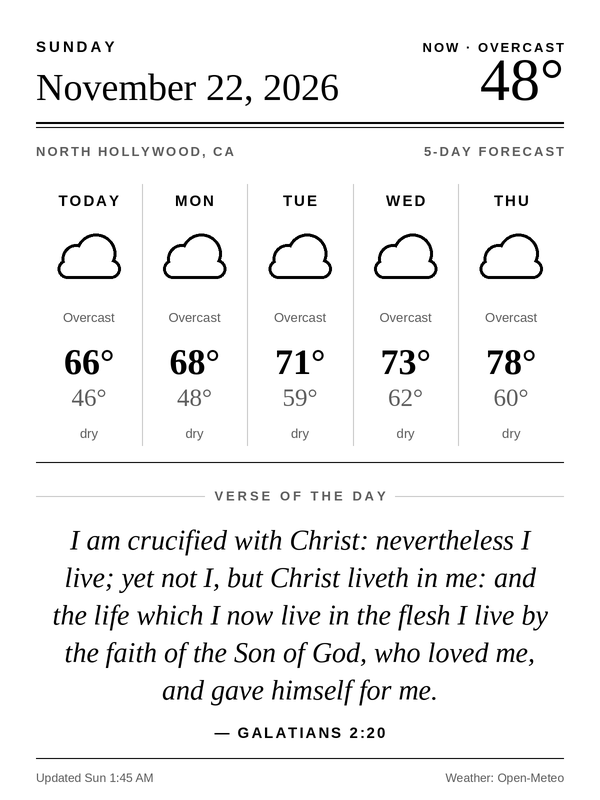 SUNDAY
NOW · OVERCAST
November 22, 2026
48°
NORTH HOLLYWOOD, CA
5-DAY FORECAST
TODAY
MON
TUE
WED
THU
Overcast
Overcast
Overcast
Overcast
Overcast
66°
68°
71°
73°
78°
46°
48°
59°
62°
60°
dry
dry
dry
dry
dry
VERSE OF THE DAY
I am crucified with Christ: nevertheless I
live; yet not I, but Christ liveth in me: and
the life which I now live in the flesh I live by
the faith of the Son of God, who loved me,
and gave himself for me.
— GALATIANS 2:20
Updated Sun 1:45 AM
Weather: Open-Meteo